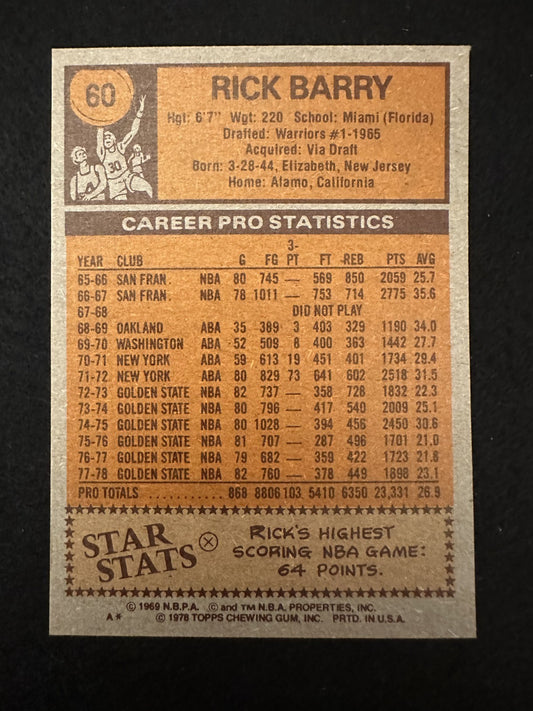 60
30
RICK BARRY
Hgt: 6'7" Wgt: 220 School: Miami (Florida)
Drafted: Warriors #1-1965
Acquired: Via Draft
Born: 3-28-44, Elizabeth, New Jersey
Home: Alamo, California
CAREER PRO STATISTICS
YEAR CLUB G FG 3-PT FT REB PTS AVG
65-66 SAN FRAN. NBA 80 745 — 569 850 2059 25.7
66-67 SAN FRAN. NBA 78 1011 — 753 714 2775 35.6
67-68 DID NOT PLAY
68-69 OAKLAND ABA 35 389 3 403 329 1190 34.0
69-70 WASHINGTON ABA 52 509 8 400 363 1442 27.7
70-71 NEW YORK ABA 59 613 19 451 401 1734 29.4
71-72 NEW YORK ABA 80 829 73 641 602 2518 31.5
72-73 GOLDEN STATE NBA 82 737 — 358 728 1832 22.3
73-74 GOLDEN STATE NBA 80 796 — 417 540 2009 25.1
74-75 GOLDEN STATE NBA 80 1028 — 394 456 2450 30.6
75-76 GOLDEN STATE NBA 81 707 — 287 496 1701 21.0
76-77 GOLDEN STATE NBA 79 682 — 359 422 1723 21.8
77-78 GOLDEN STATE NBA 82 760 — 378 449 1898 23.1
PRO TOTALS ........... 868 8806 103 5410 6350 23,331 26.9
STAR
STATS
RICK'S HIGHEST
SCORING NBA GAME:
64 POINTS.
© 1969 N.B.P.A. © and TM N.B.A. PROPERTIES, INC.
A* © 1978 TOPPS CHEWING GUM, INC. PRTD. IN U.S.A.